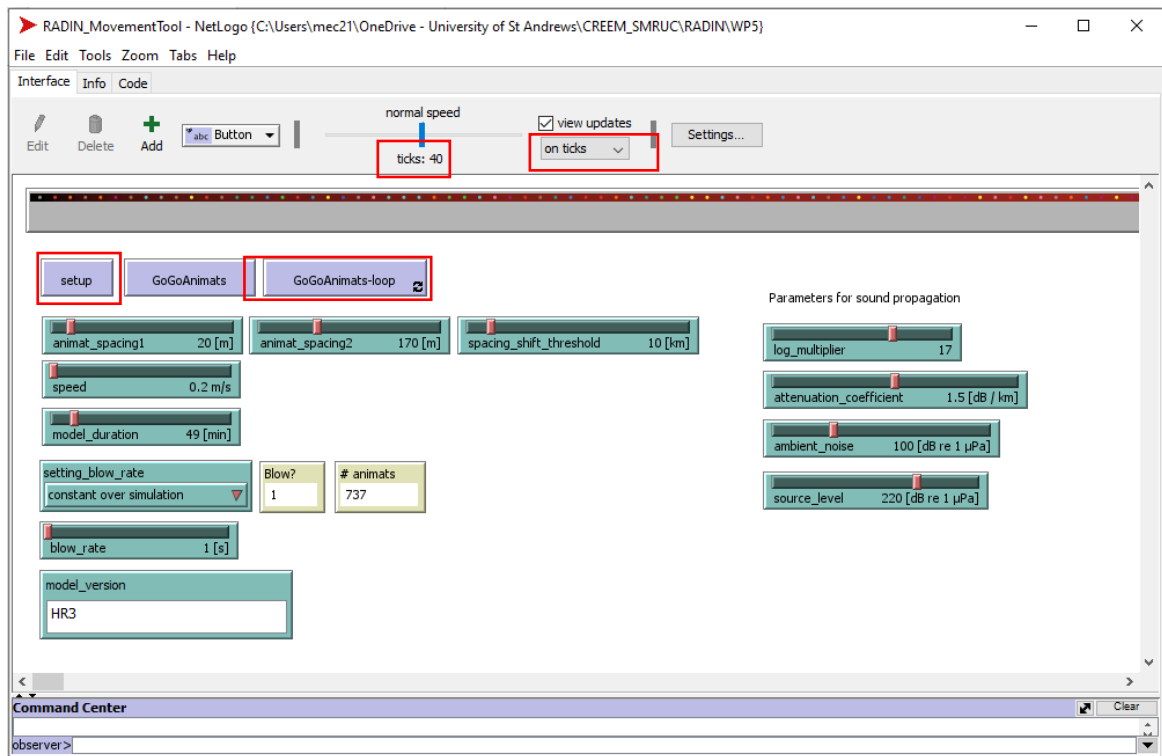 RADIN_MovementTool - NetLogo {C:\Users\mec21\OneDrive - University of St Andrews\CREEM_SMRUC\RADIN\WP5}
File Edit Tools Zoom Tabs Help
Interface Info Code
normal speed
view updates
Edit Delete Add abc Button ticks: 40 on ticks Settings...
setup GoGoAnimats GoGoAnimats-loop
Parameters for sound propagation
animat_spacing1 20 [m] animat_spacing2 170 [m] spacing_shift_threshold 10 [km]
log_multiplier 17
speed 0.2 m/s
attenuation_coefficient 1.5 [dB / km]
model_duration 49 [min]
ambient_noise 100 [dB re 1 µPa]
setting_blow_rate Blow? # animats
constant over simulation 1 737
source_level 220 [dB re 1 µPa]
blow_rate 1 [s]
model_version
HR3
Command Center Clear
observer>